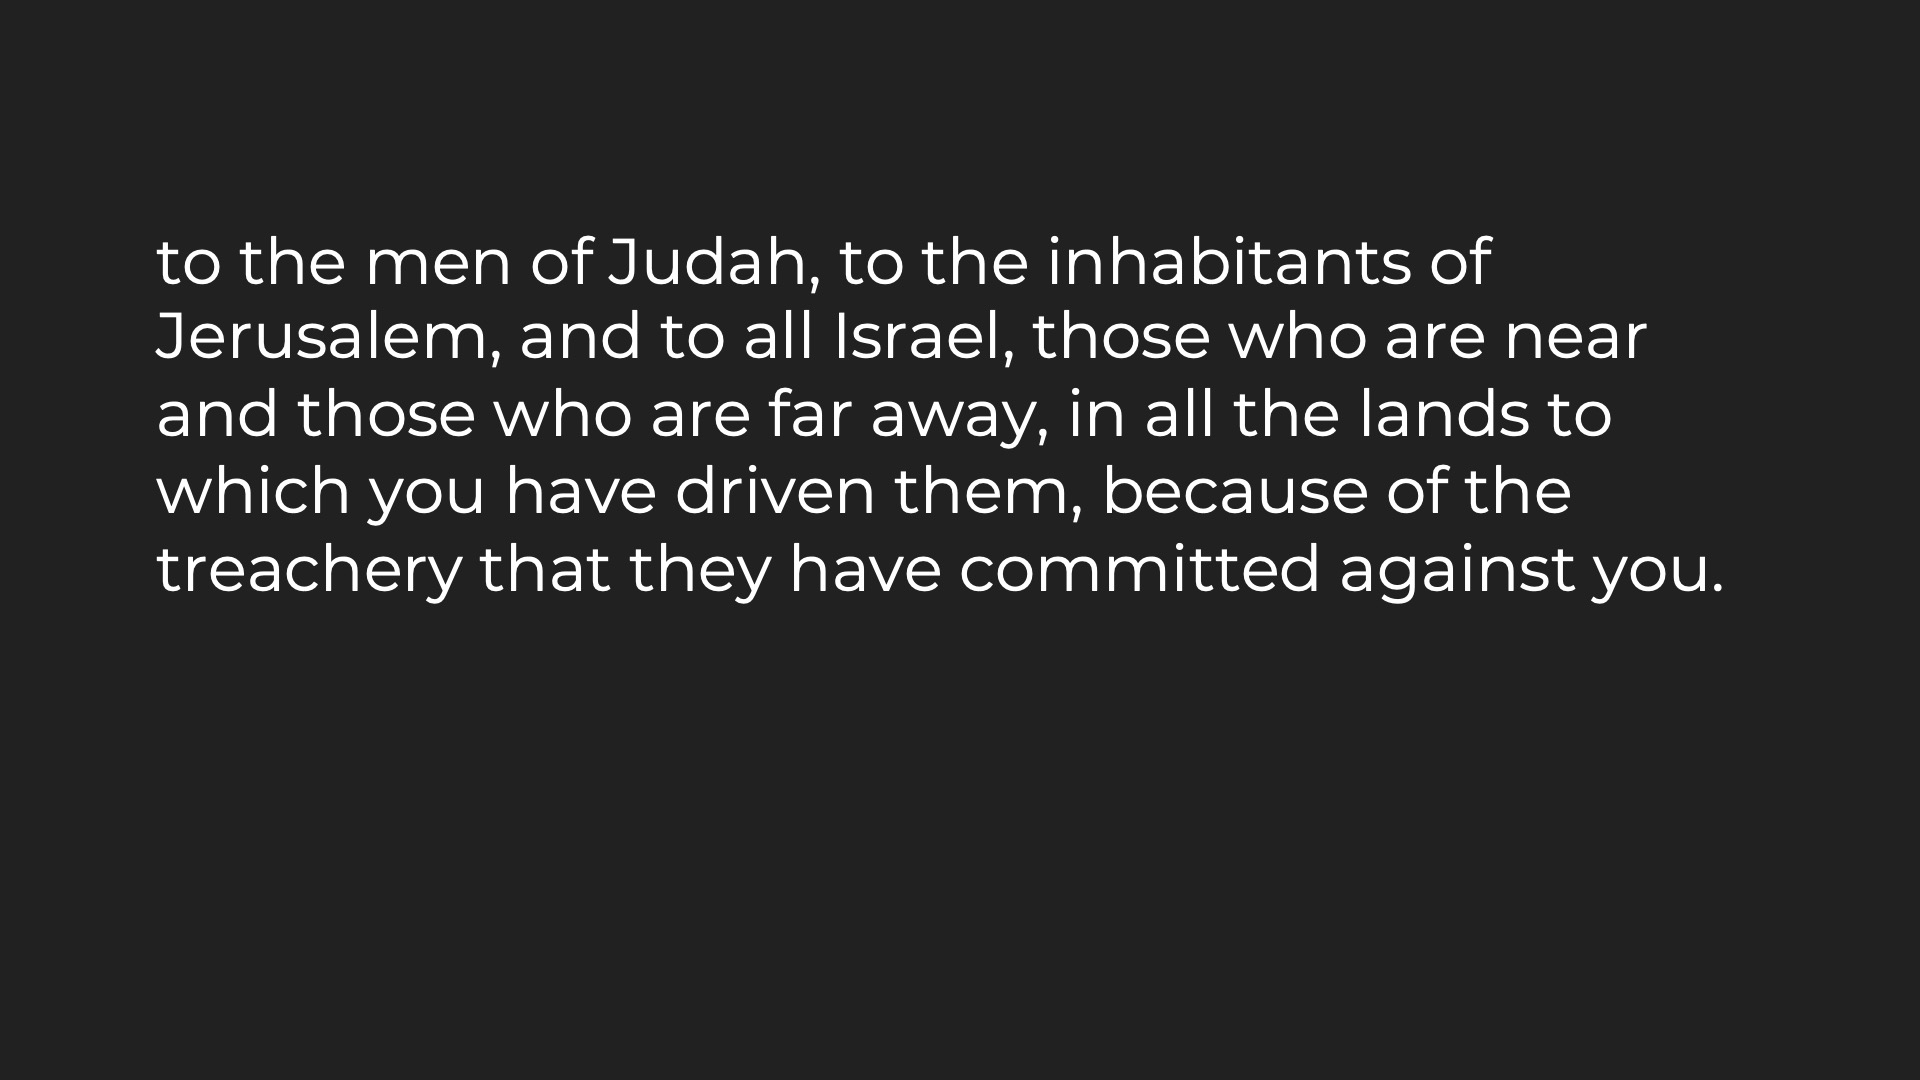 to the men of Judah, to the inhabitants of
Jerusalem, and to all Israel, those who are near
and those who are far away, in all the lands to
which you have driven them, because of the
treachery that they have committed against you.